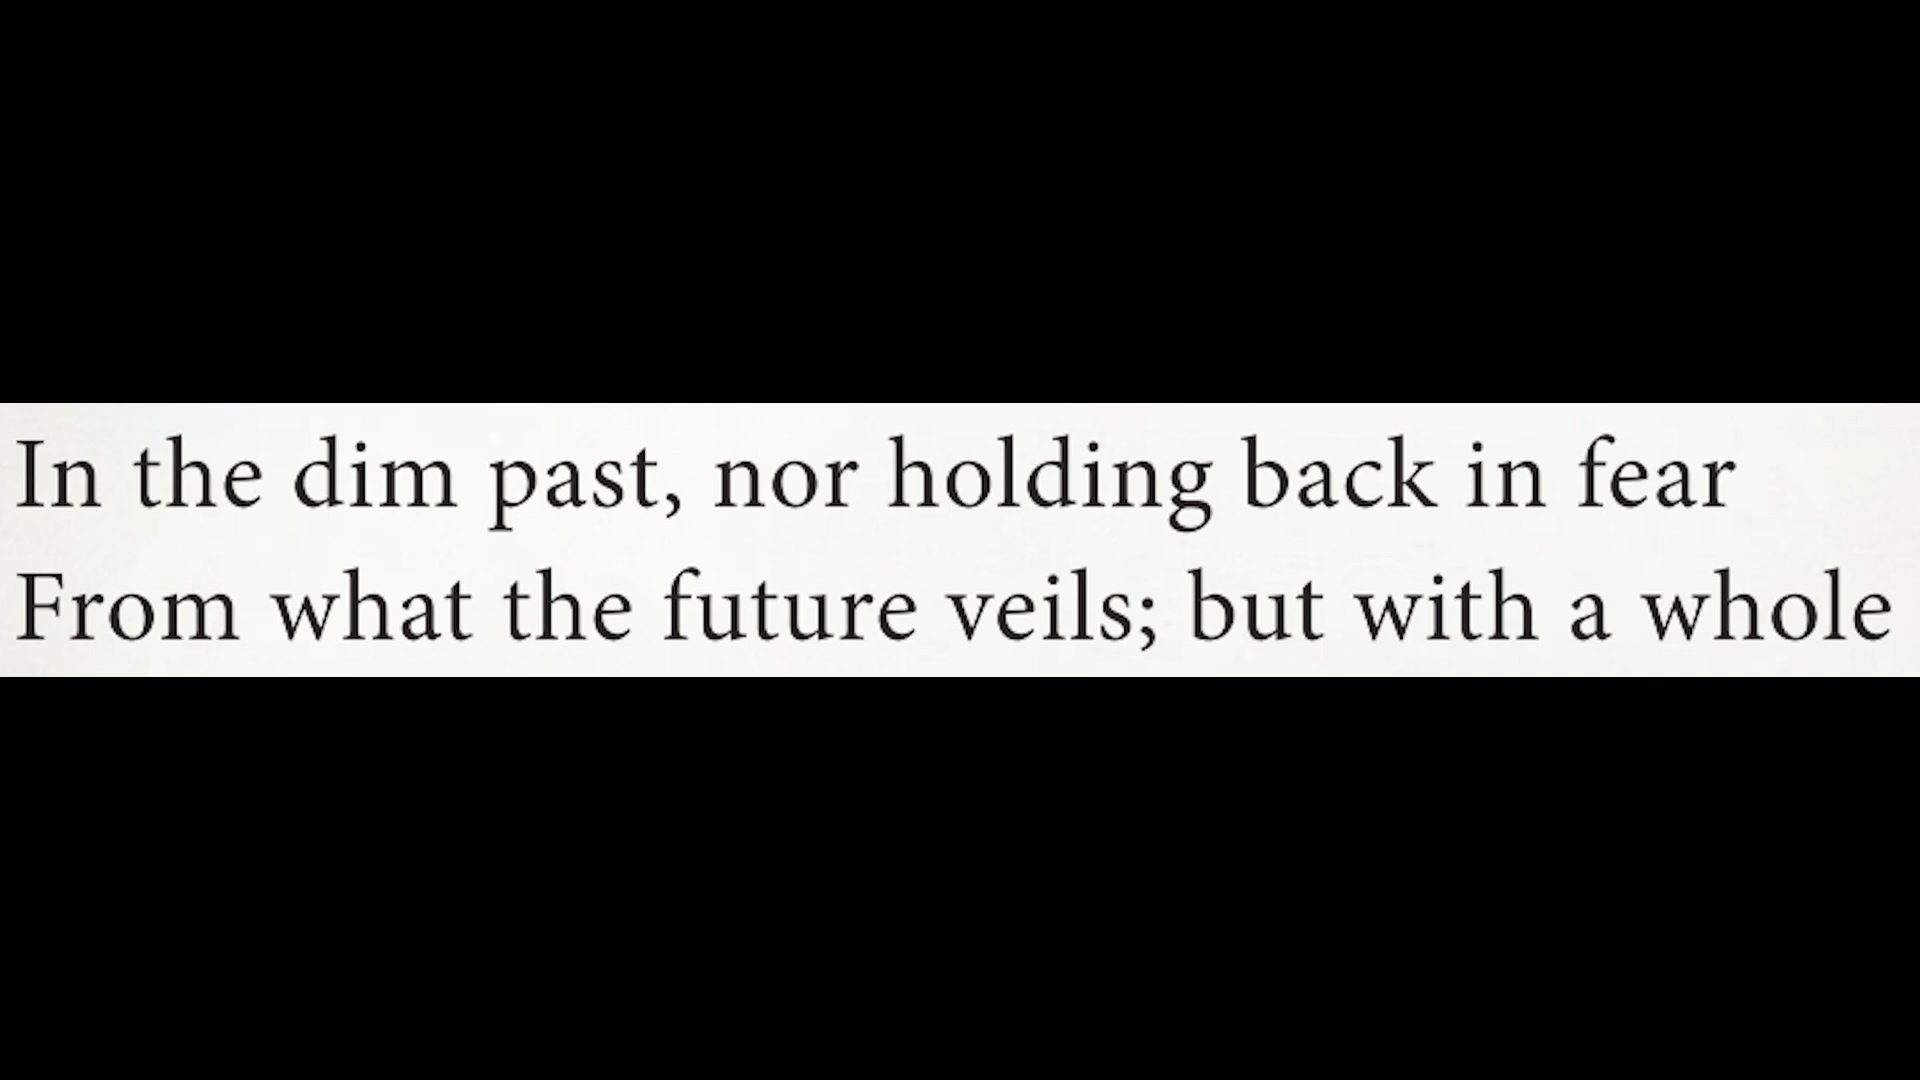 In the dim past, nor holding back in fear
From what the future veils; but with a whole